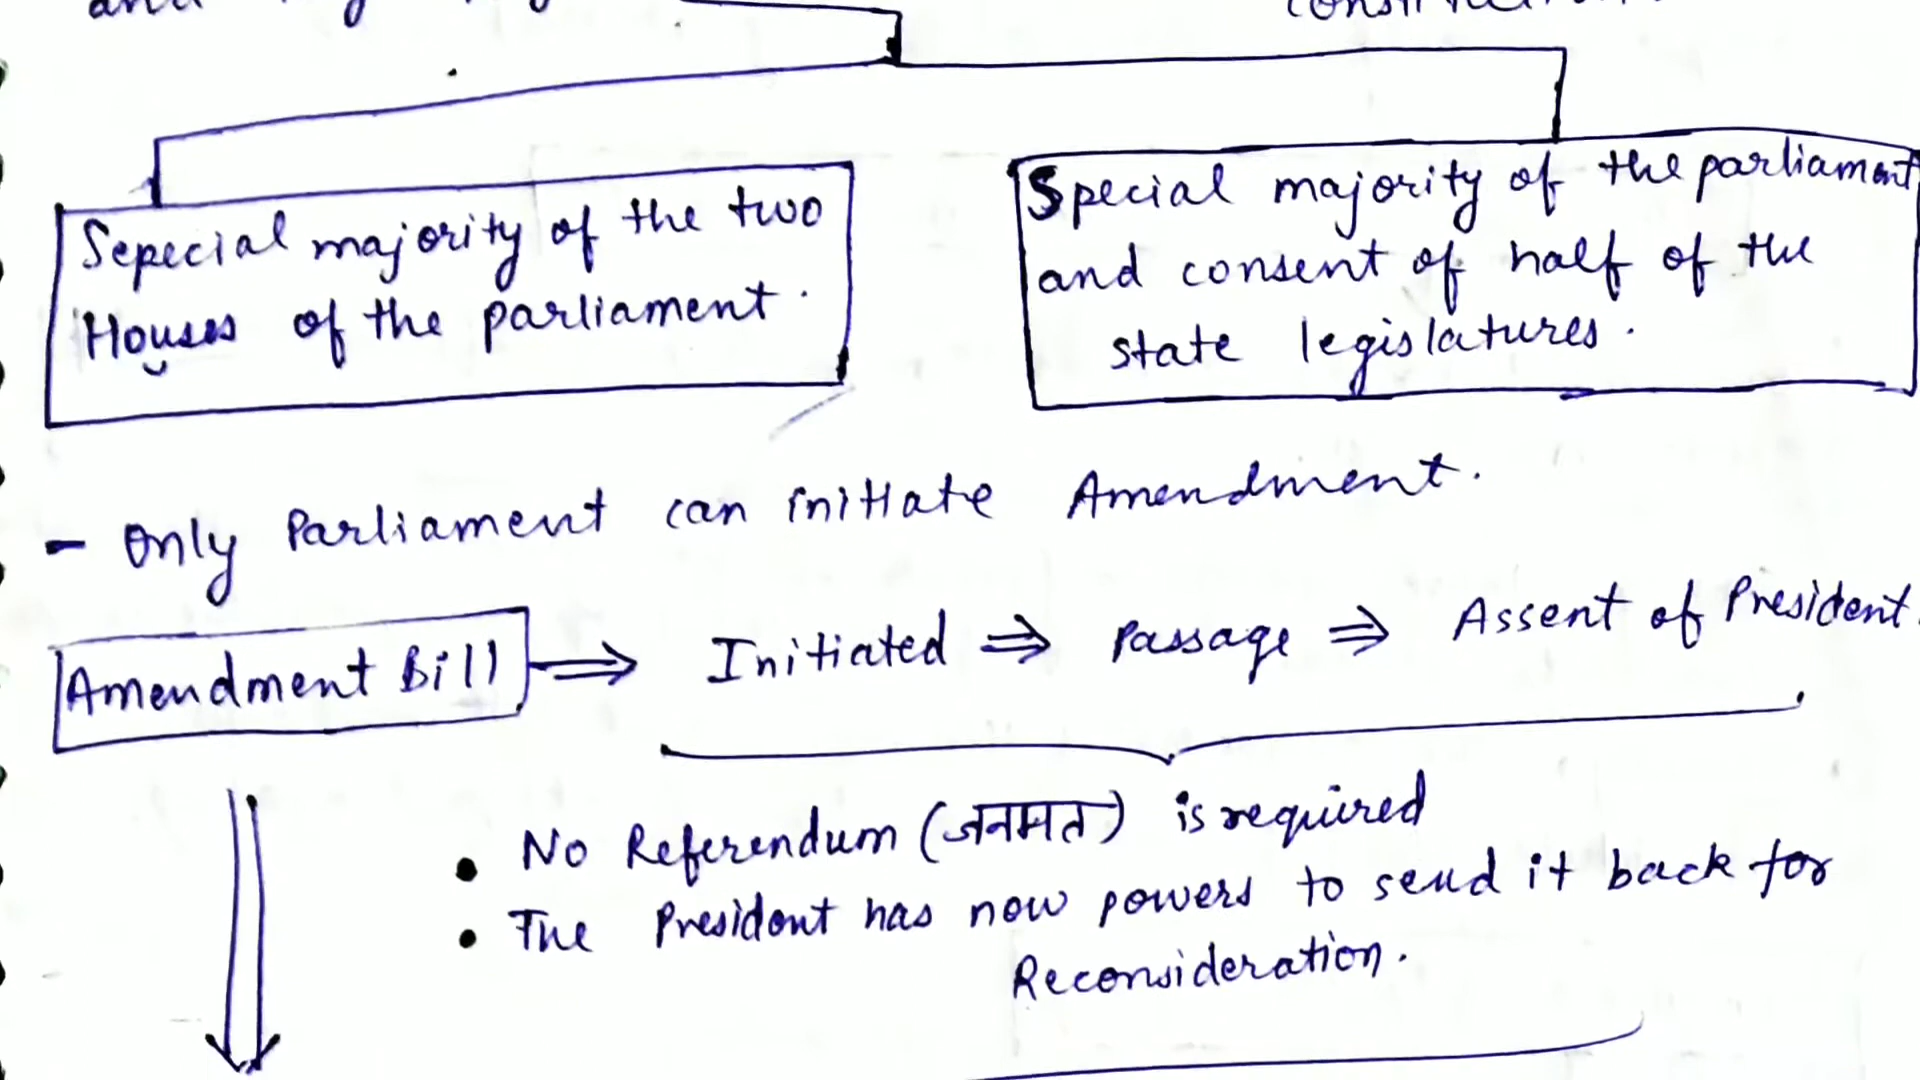 and
Sepecial majority of the two
Houses of the parliament.
Special majority of the parliament
and consent of half of the
state legislatures.
- Only Parliament can initiate Amendment.
Amendment Bill ⇒ Initiated ⇒ Passage ⇒ Assent of President.
• No Referendum (जनमत) is required
• The President has now powers to send it back for
Reconsideration.